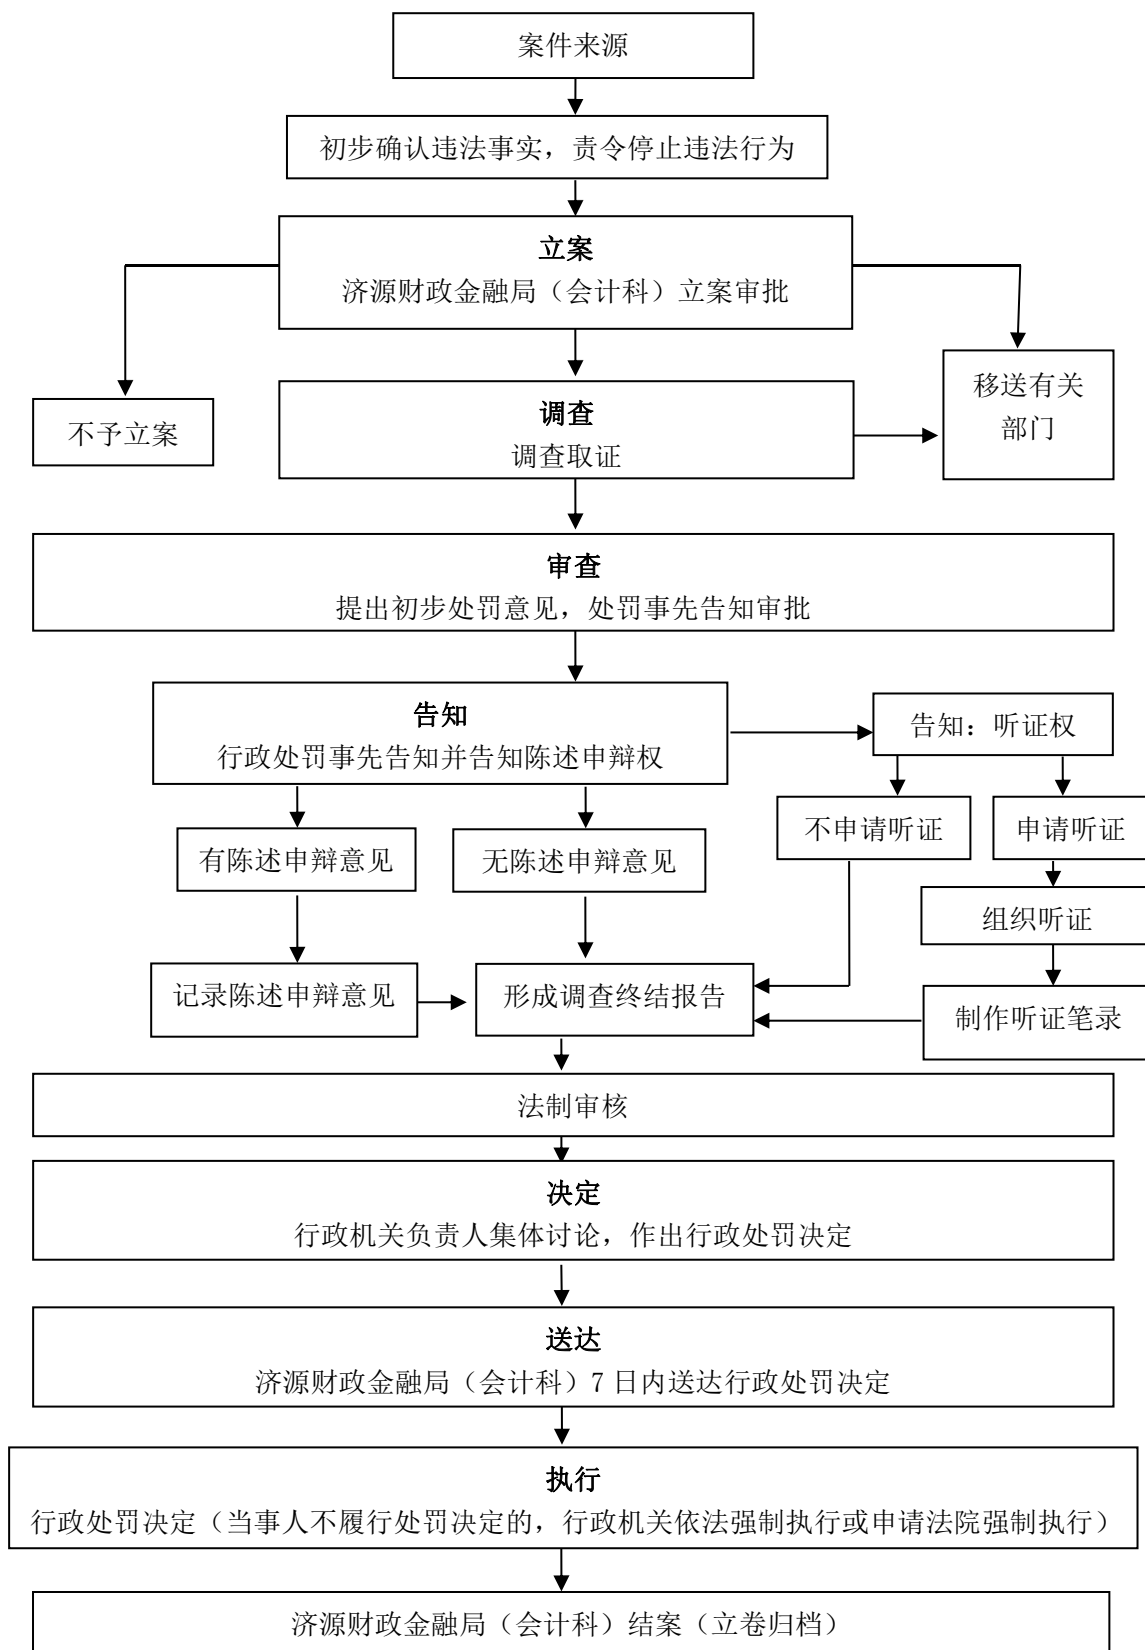 案件来源
初步确认违法事实，责令停止违法行为
立案
济源财政金融局（会计科）立案审批
不予立案
移送有关
部门
调查
调查取证
审查
提出初步处罚意见，处罚事先告知审批
告知
行政处罚事先告知并告知陈述申辩权
告知：听证权
有陈述申辩意见
无陈述申辩意见
不申请听证
申请听证
组织听证
记录陈述申辩意见
形成调查终结报告
制作听证笔录
法制审核
决定
行政机关负责人集体讨论，作出行政处罚决定
送达
济源财政金融局（会计科）7 日内送达行政处罚决定
执行
行政处罚决定（当事人不履行处罚决定的，行政机关依法强制执行或申请法院强制执行）
济源财政金融局（会计科）结案（立卷归档）